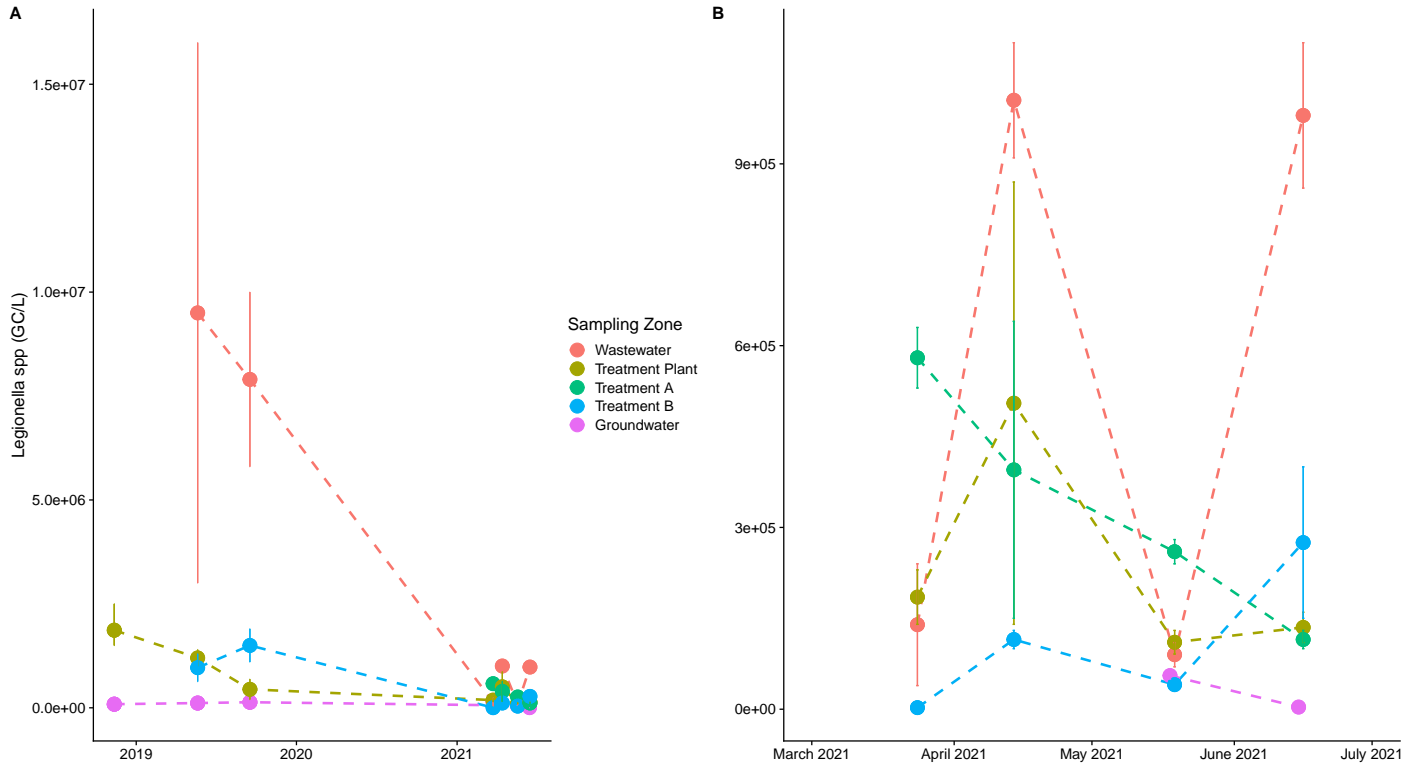 A
B
Legionella spp (GC/L)
1.5e+07
1.0e+07
5.0e+06
0.0e+00
2019
2020
2021
Sampling Zone
Wastewater
Treatment Plant
Treatment A
Treatment B
Groundwater
9e+05
6e+05
3e+05
0e+00
March 2021
April 2021
May 2021
June 2021
July 2021